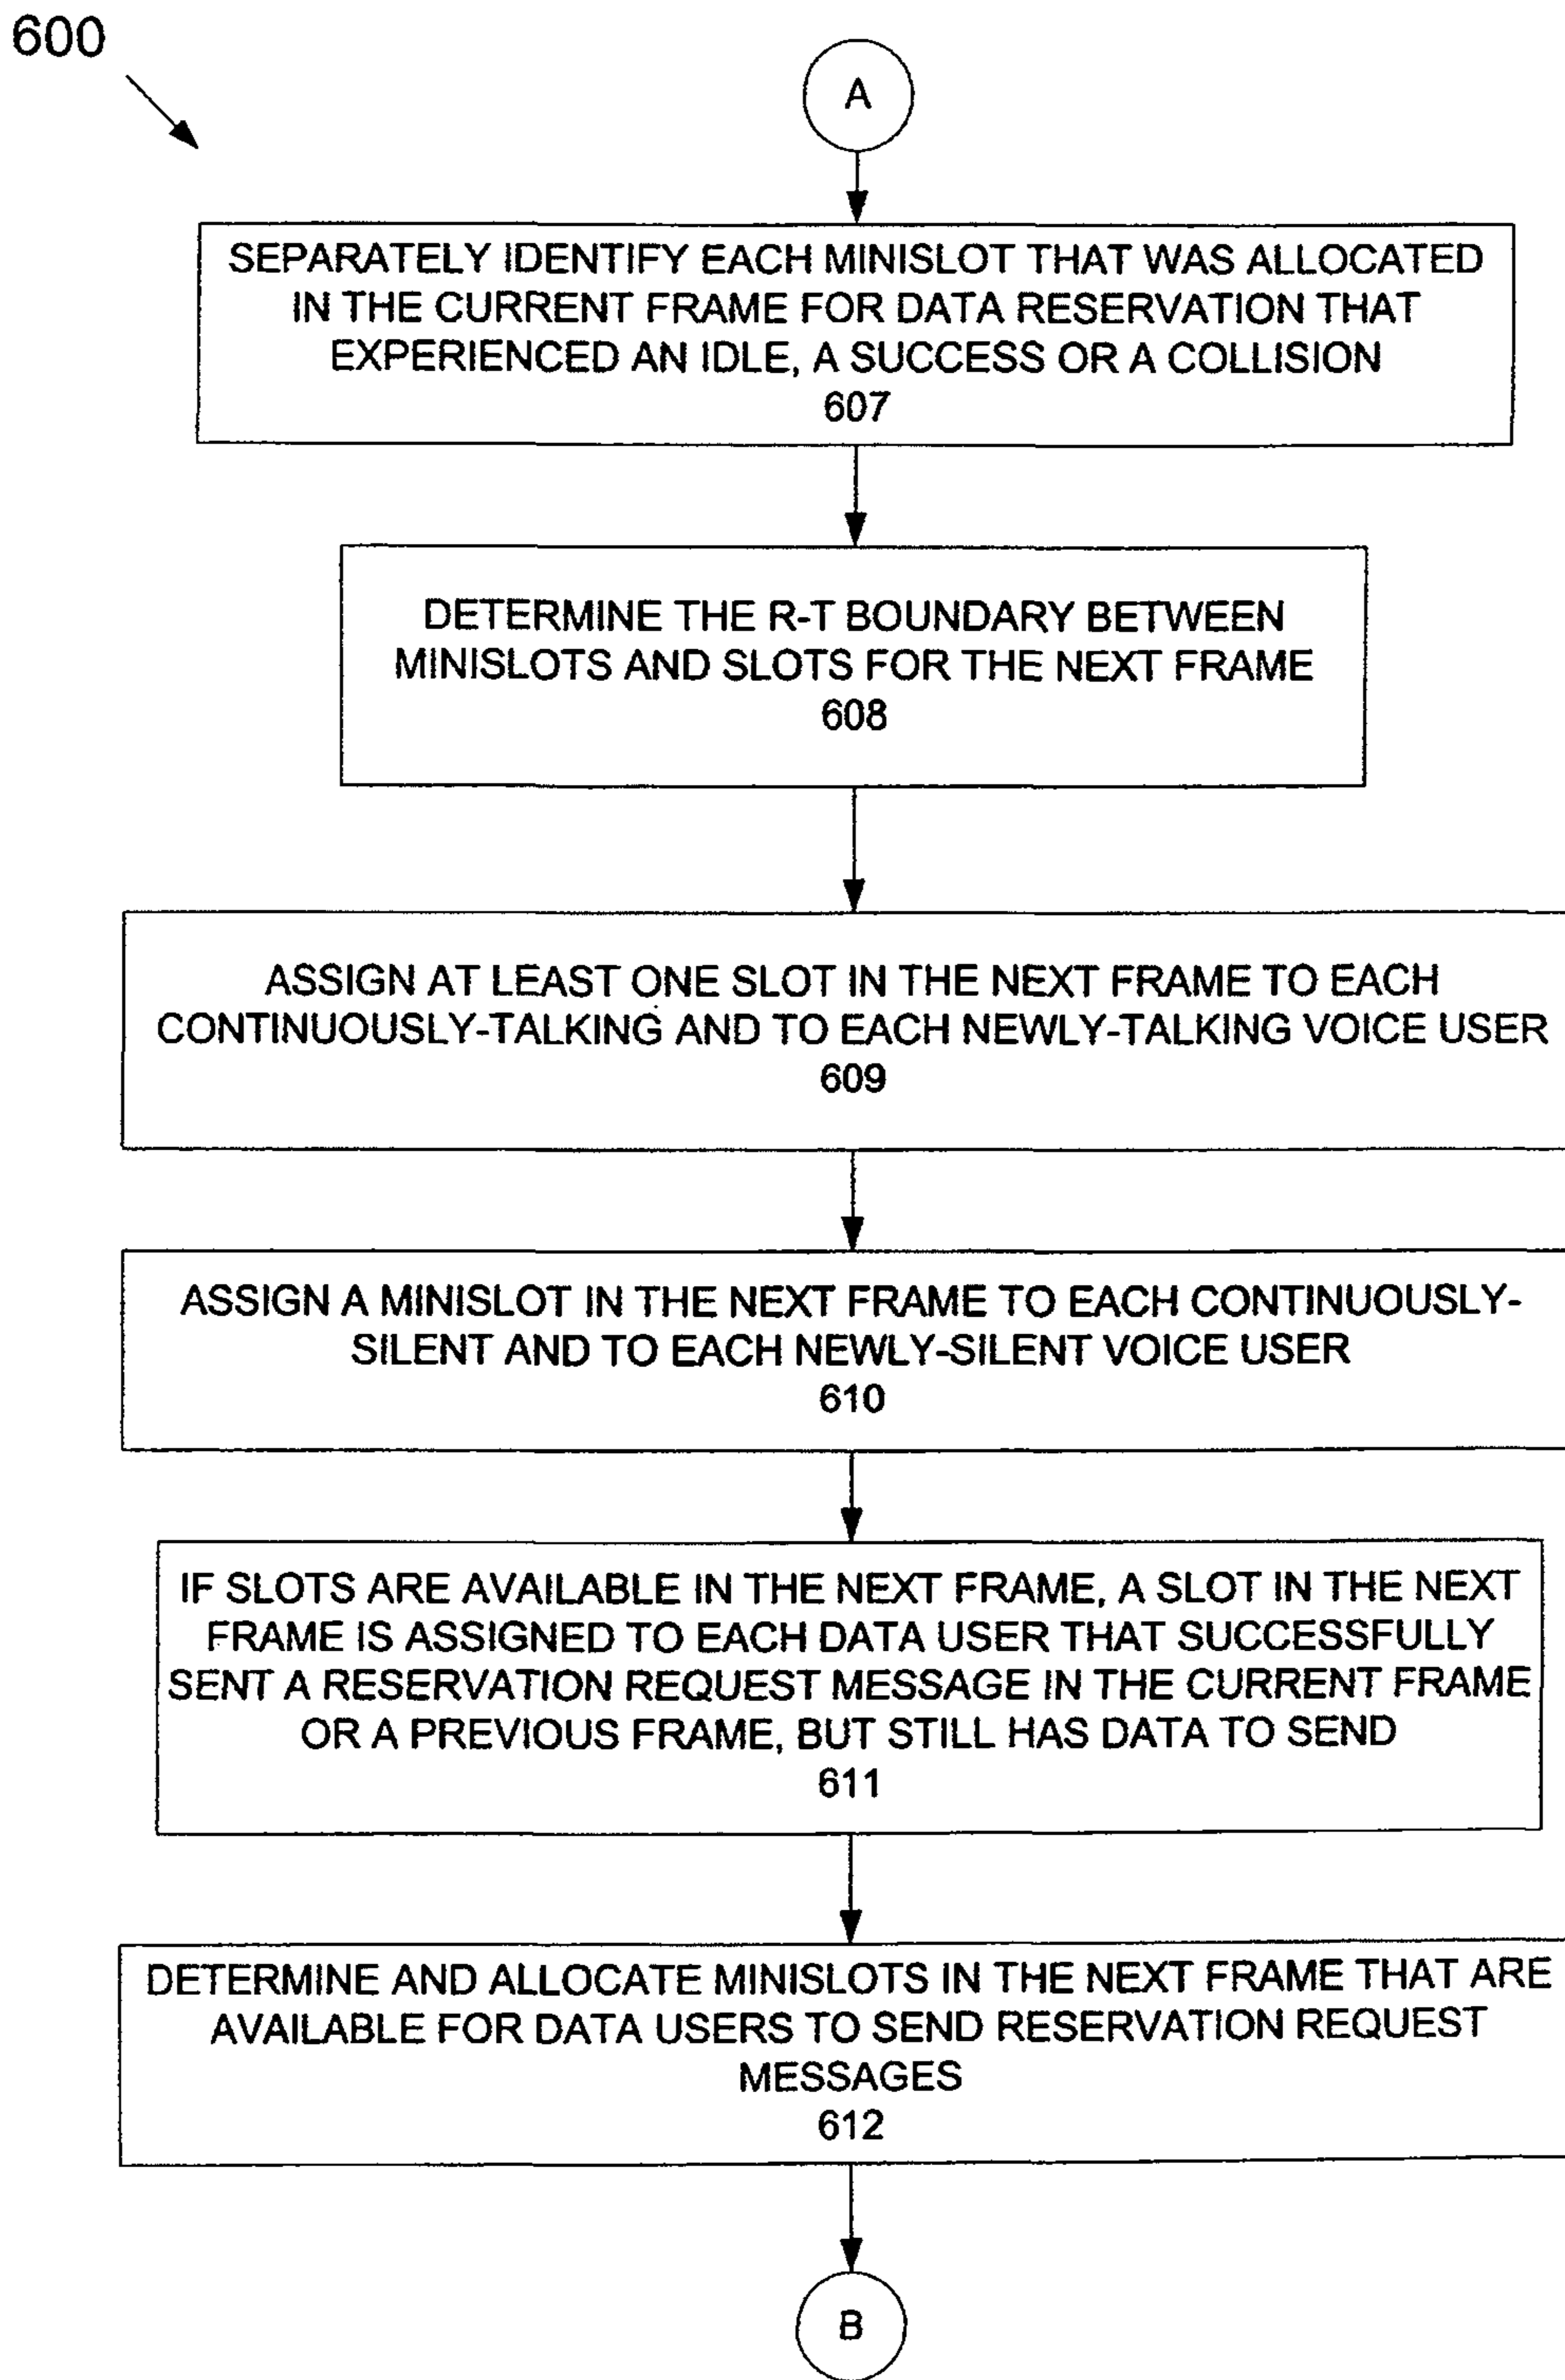 600
A
SEPARATELY IDENTIFY EACH MINISLOT THAT WAS ALLOCATED
IN THE CURRENT FRAME FOR DATA RESERVATION THAT
EXPERIENCED AN IDLE, A SUCCESS OR A COLLISION
607
DETERMINE THE R-T BOUNDARY BETWEEN
MINISLOTS AND SLOTS FOR THE NEXT FRAME
608
ASSIGN AT LEAST ONE SLOT IN THE NEXT FRAME TO EACH
CONTINUOUSLY-TALKING AND TO EACH NEWLY-TALKING VOICE USER
609
ASSIGN A MINISLOT IN THE NEXT FRAME TO EACH CONTINUOUSLY-
SILENT AND TO EACH NEWLY-SILENT VOICE USER
610
IF SLOTS ARE AVAILABLE IN THE NEXT FRAME, A SLOT IN THE NEXT
FRAME IS ASSIGNED TO EACH DATA USER THAT SUCCESSFULLY
SENT A RESERVATION REQUEST MESSAGE IN THE CURRENT FRAME
OR A PREVIOUS FRAME, BUT STILL HAS DATA TO SEND
611
DETERMINE AND ALLOCATE MINISLOTS IN THE NEXT FRAME THAT ARE
AVAILABLE FOR DATA USERS TO SEND RESERVATION REQUEST
MESSAGES
612
B